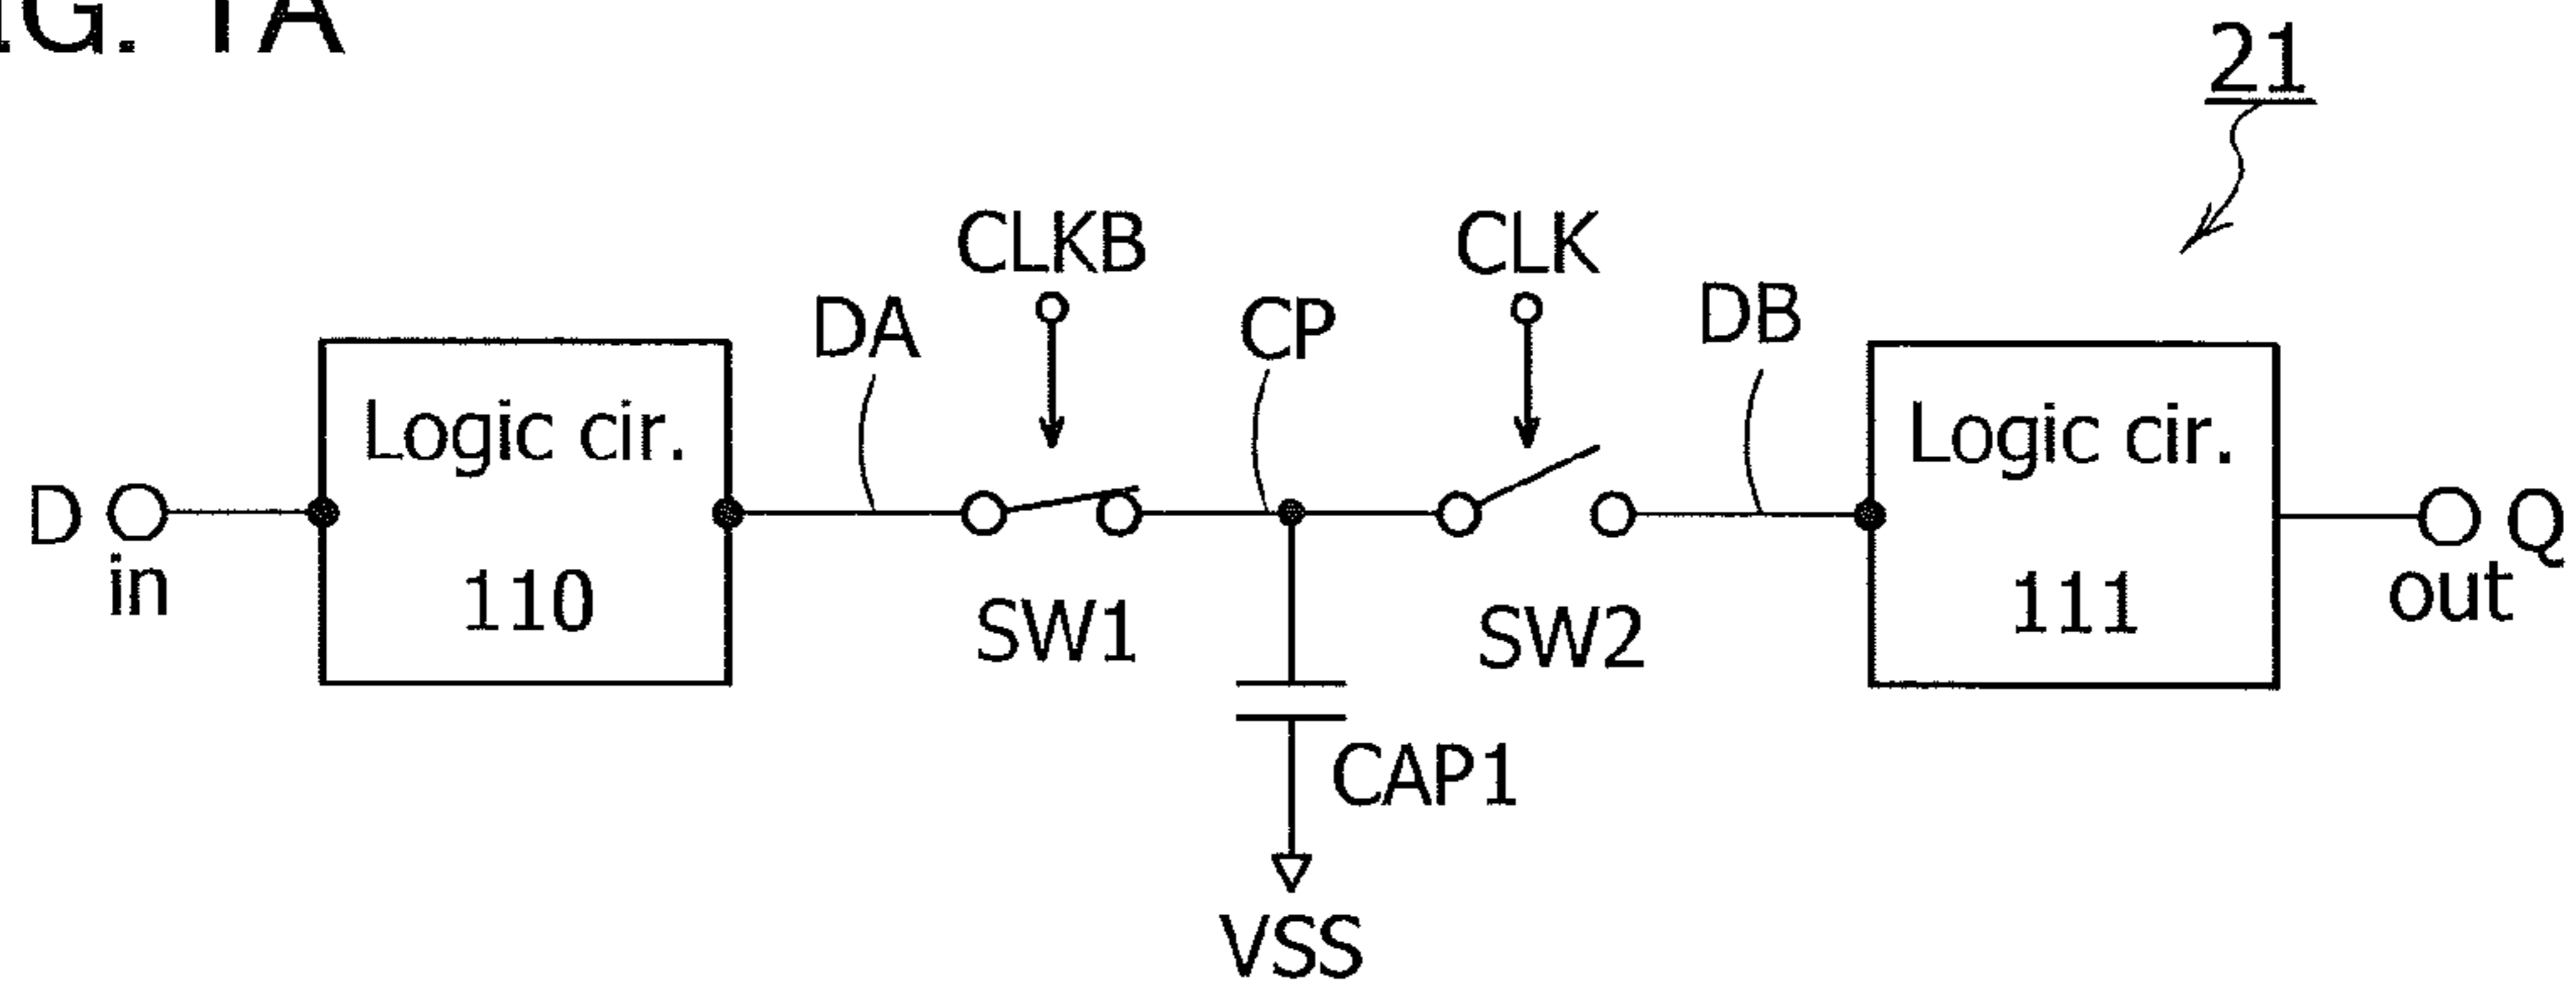 G. 1A
21
CLKB
CLK
DA
CP
DB
Logic cir.
110
Logic cir.
111
D
in
Q
out
SW1
SW2
CAP1
VSS